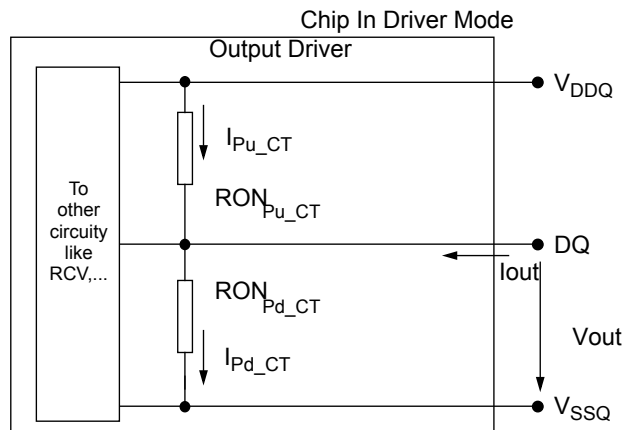 Chip In Driver Mode
Output Driver
VDDQ
IPu_CT
To
other
circuity
like
RCV,...
RONPu_CT
DQ
Iout
RONPd_CT
Vout
IPd_CT
VSSQ